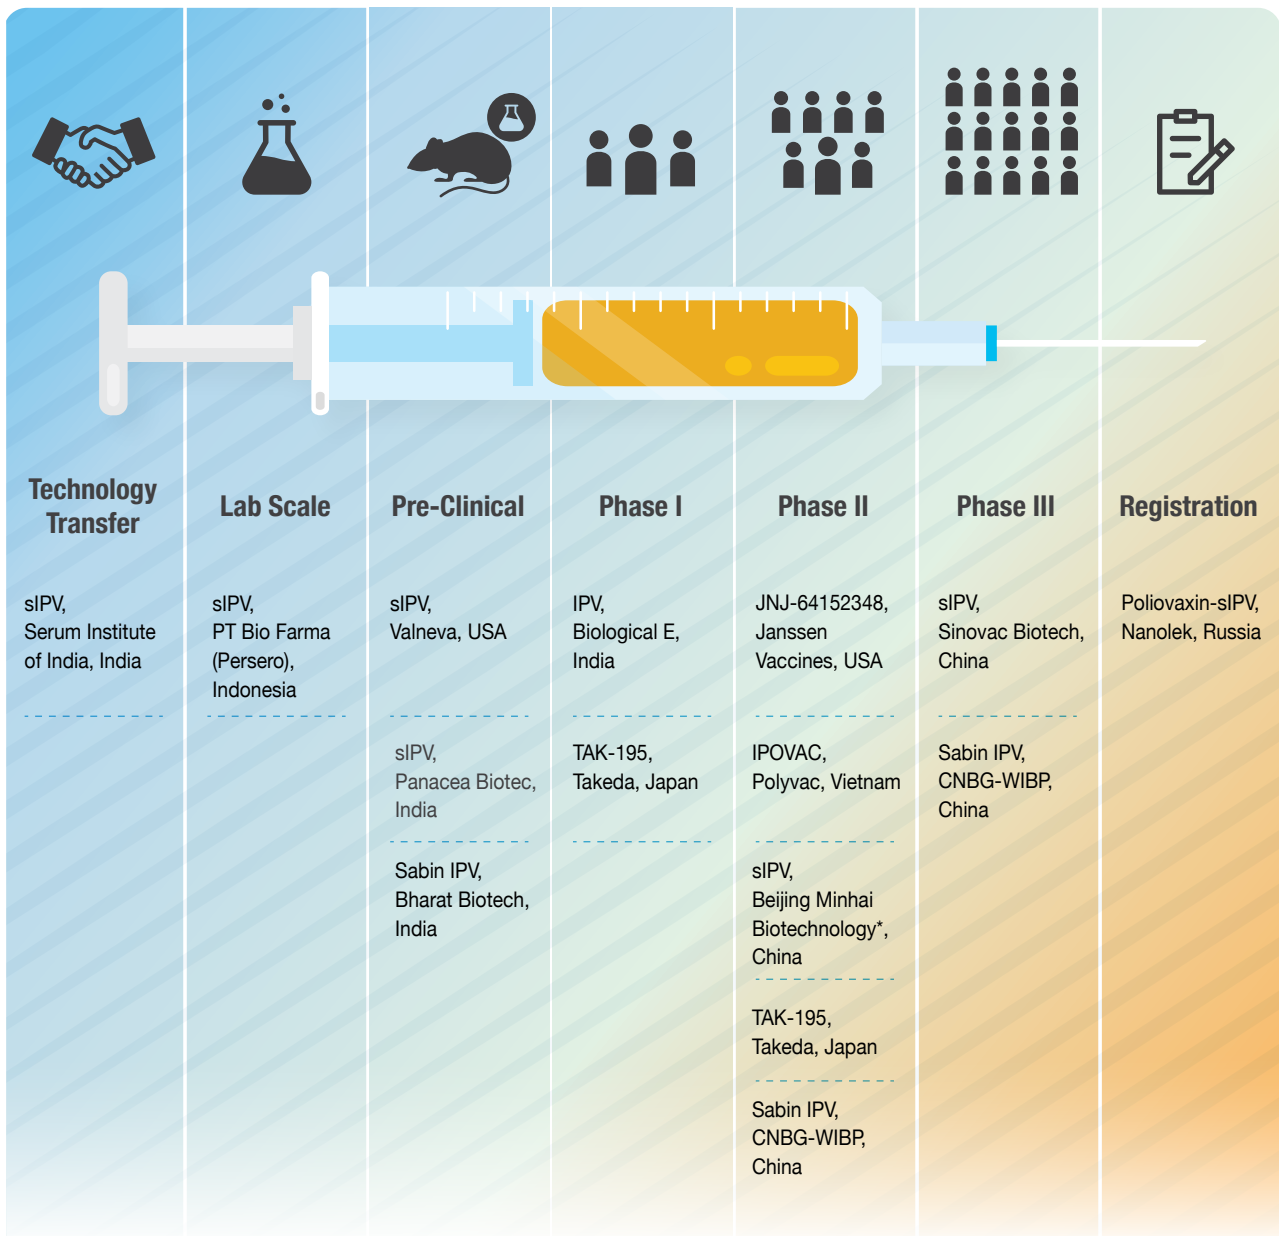 Technology
Transfer
Lab Scale
Pre-Clinical
Phase I
Phase II
Phase III
Registration
sIPV,
Serum Institute
of India, India
sIPV,
PT Bio Farma
(Persero),
Indonesia
sIPV,
Valneva, USA
sIPV,
Panacea Biotec,
India
Sabin IPV,
Bharat Biotech,
India
IPV,
Biological E,
India
TAK-195,
Takeda, Japan
JNJ-64152348,
Janssen
Vaccines, USA
IPOVAC,
Polyvac, Vietnam
sIPV,
Beijing Minhai
Biotechnology*,
China
TAK-195,
Takeda, Japan
Sabin IPV,
CNBG-WIBP,
China
sIPV,
Sinovac Biotech,
China
Sabin IPV,
CNBG-WIBP,
China
Poliovaxin-sIPV,
Nanolek, Russia